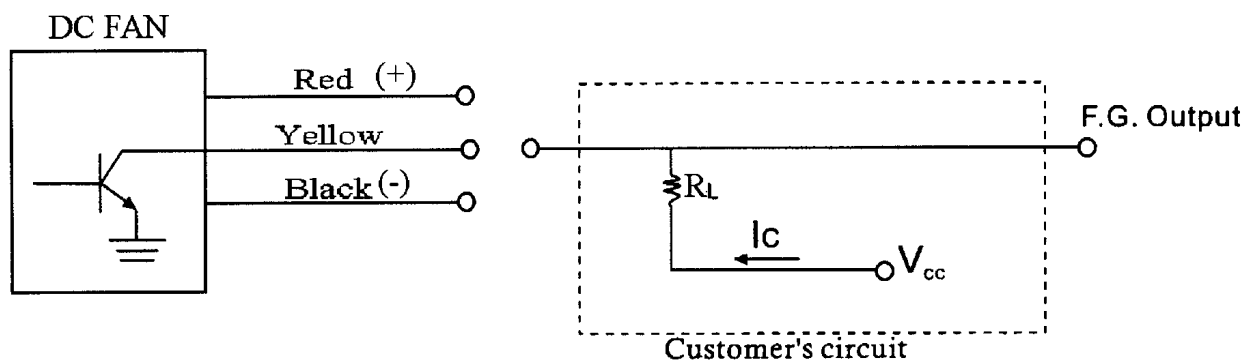 DC FAN
Red (+)
Yellow
Black (-)
F.G. Output
RL
Ic
Vcc
Customer's circuit